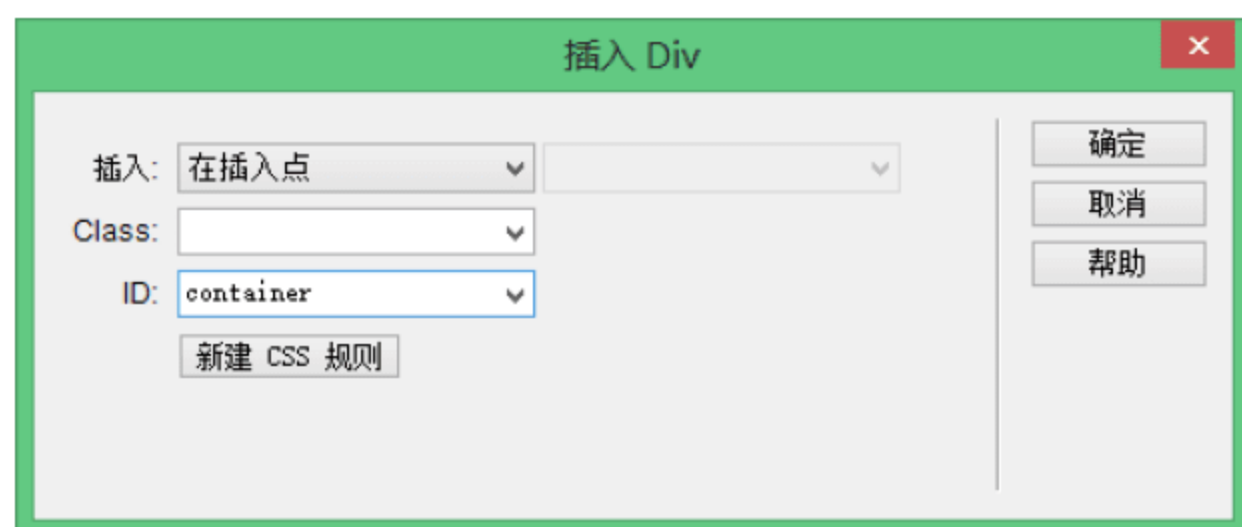 插入 Div
插入: 在插入点
Class:
ID: container
新建 CSS 规则
确定
取消
帮助